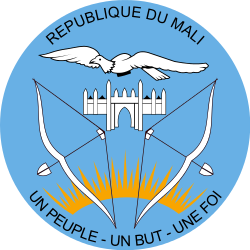 REPUBLIQUE DU MALI
UN PEUPLE - UN BUT - UNE FOI